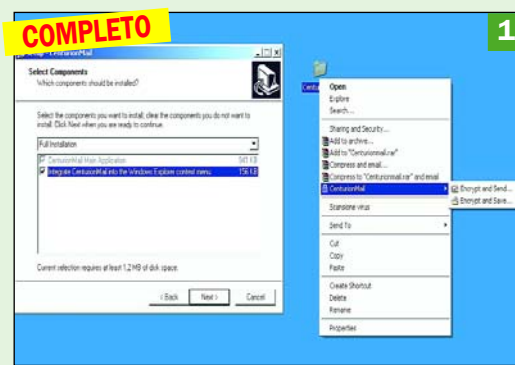 COMPLETO
1
Setup - CenturionMail
Select Components
Which components should be installed?
Select the components you want to install; clear the components you do not want to
install. Click Next when you are ready to continue.
Full Installation
CenturionMail Main Application 941 KB
Integrate CenturionMail into the Windows Explorer context menu 156 KB
Current selection requires at least 1,2 MB of disk space.
< Back
Next >
Cancel
Centu
Open
Explore
Search...
Sharing and Security...
Add to archive...
Add to "Centurionmail.rar"
Compress and email...
Compress to "Centurionmail.rar" and email
CenturionMail
Encrypt and Send...
Encrypt and Save...
Scansione virus
Send To
Cut
Copy
Paste
Create Shortcut
Delete
Rename
Properties